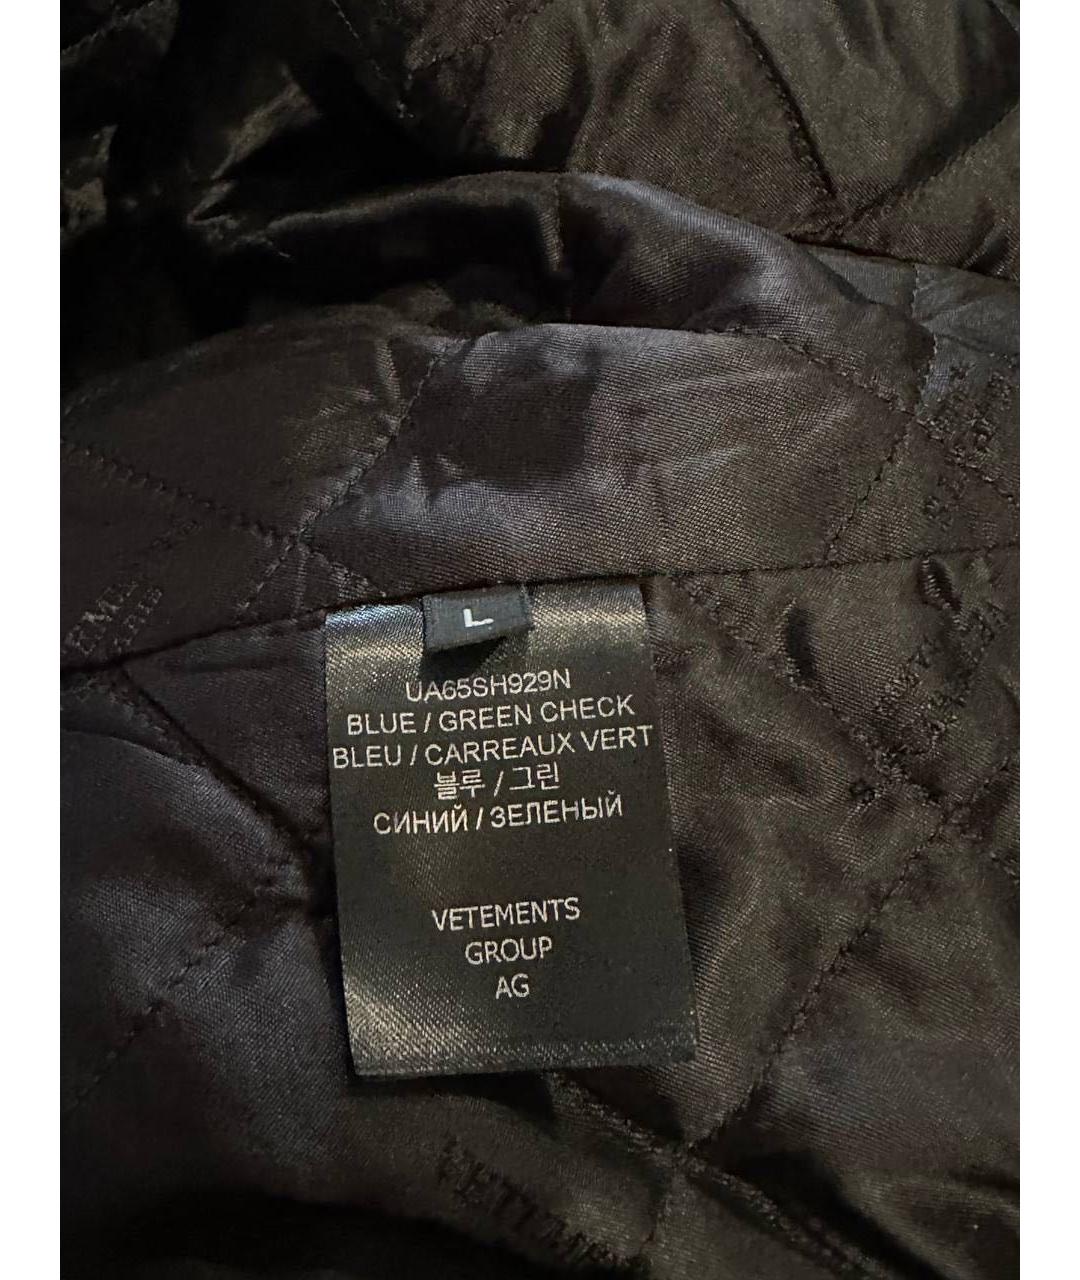 L
UA65SH929N
BLUE / GREEN CHECK
BLEU / CARREAUX VERT
블루 / 그린
СИНИЙ / ЗЕЛЕНЫЙ
VETEMENTS
GROUP
AG